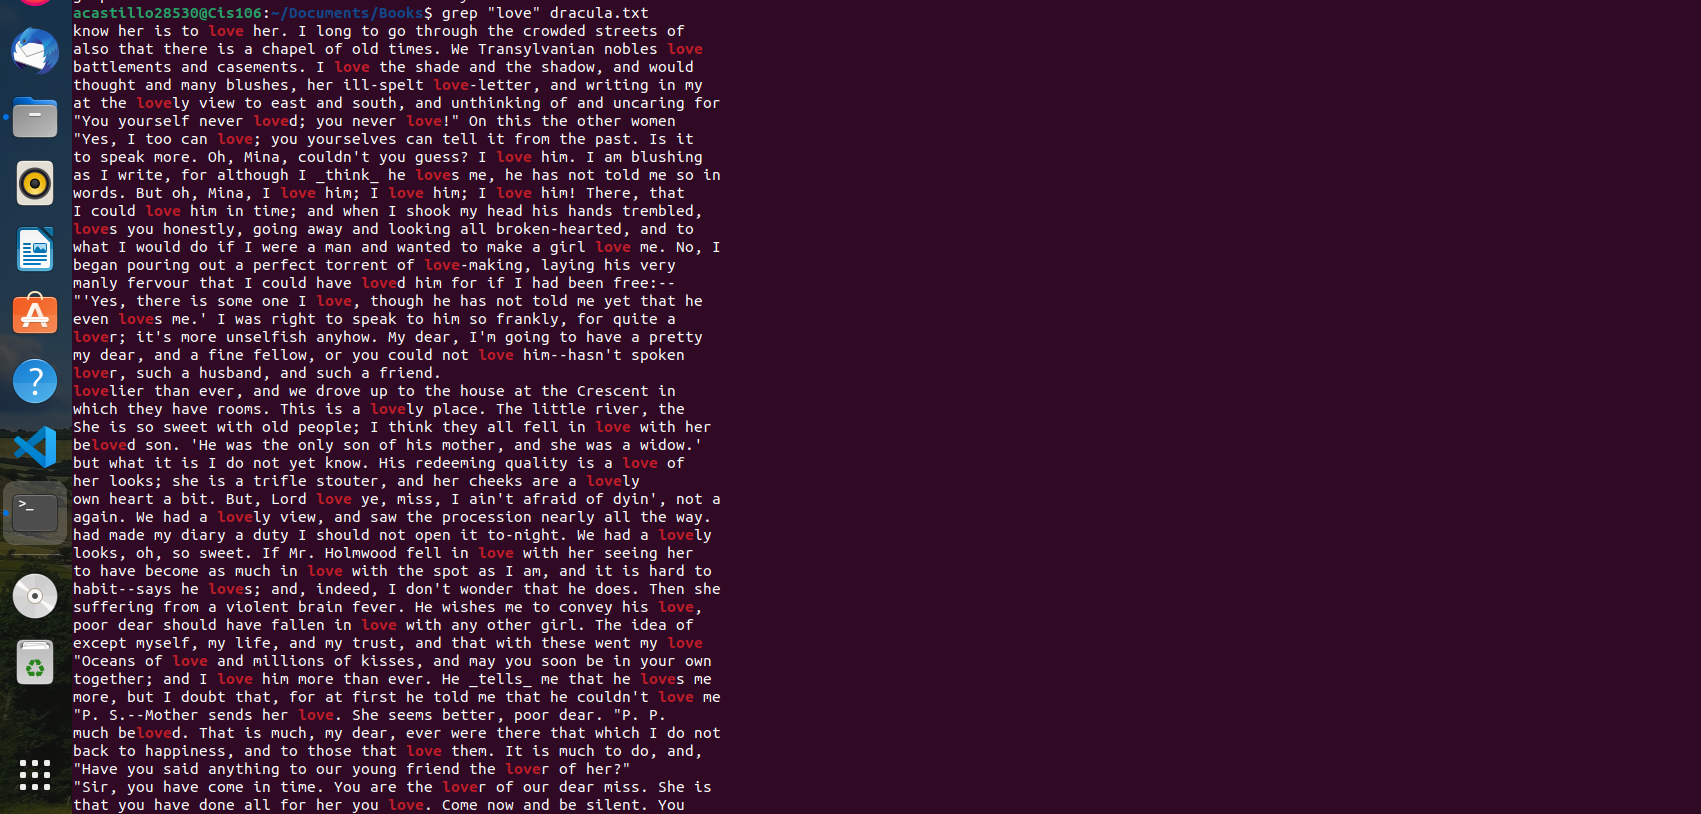 acastillo28530@Cis106:~/Documents/Books$ grep "love" dracula.txt
know her is to love her. I long to go through the crowded streets of
also that there is a chapel of old times. We Transylvanian nobles love
battlements and casements. I love the shade and the shadow, and would
thought and many blushes, her ill-spelt love-letter, and writing in my
at the lovely view to east and south, and unthinking of and uncaring for
"You yourself never loved; you never love!" On this the other women
"Yes, I too can love; you yourselves can tell it from the past. Is it
to speak more. Oh, Mina, couldn't you guess? I love him. I am blushing
as I write, for although I _think_ he loves me, he has not told me so in
words. But oh, Mina, I love him; I love him; I love him! There, that
I could love him in time; and when I shook my head his hands trembled,
loves you honestly, going away and looking all broken-hearted, and to
what I would do if I were a man and wanted to make a girl love me. No, I
began pouring out a perfect torrent of love-making, laying his very
manly fervour that I could have loved him for if I had been free:--
"'Yes, there is some one I love, though he has not told me yet that he
even loves me.' I was right to speak to him so frankly, for quite a
lover; it's more unselfish anyhow. My dear, I'm going to have a pretty
my dear, and a fine fellow, or you could not love him--hasn't spoken
lover, such a husband, and such a friend.
lovelier than ever, and we drove up to the house at the Crescent in
which they have rooms. This is a lovely place. The little river, the
She is so sweet with old people; I think they all fell in love with her
beloved son. 'He was the only son of his mother, and she was a widow.'
but what it is I do not yet know. His redeeming quality is a love of
her looks; she is a trifle stouter, and her cheeks are a lovely
own heart a bit. But, Lord love ye, miss, I ain't afraid of dyin', not a
again. We had a lovely view, and saw the procession nearly all the way.
had made my diary a duty I should not open it to-night. We had a lovely
looks, oh, so sweet. If Mr. Holmwood fell in love with her seeing her
to have become as much in love with the spot as I am, and it is hard to
habit--says he loves; and, indeed, I don't wonder that he does. Then she
suffering from a violent brain fever. He wishes me to convey his love,
poor dear should have fallen in love with any other girl. The idea of
except myself, my life, and my trust, and that with these went my love
"Oceans of love and millions of kisses, and may you soon be in your own
together; and I love him more than ever. He _tells_ me that he loves me
more, but I doubt that, for at first he told me that he couldn't love me
"P. S.--Mother sends her love. She seems better, poor dear. "P. P.
much beloved. That is much, my dear, ever were there that which I do not
back to happiness, and to those that love them. It is much to do, and,
"Have you said anything to our young friend the lover of her?"
"Sir, you have come in time. You are the lover of our dear miss. She is
that you have done all for her you love. Come now and be silent. You